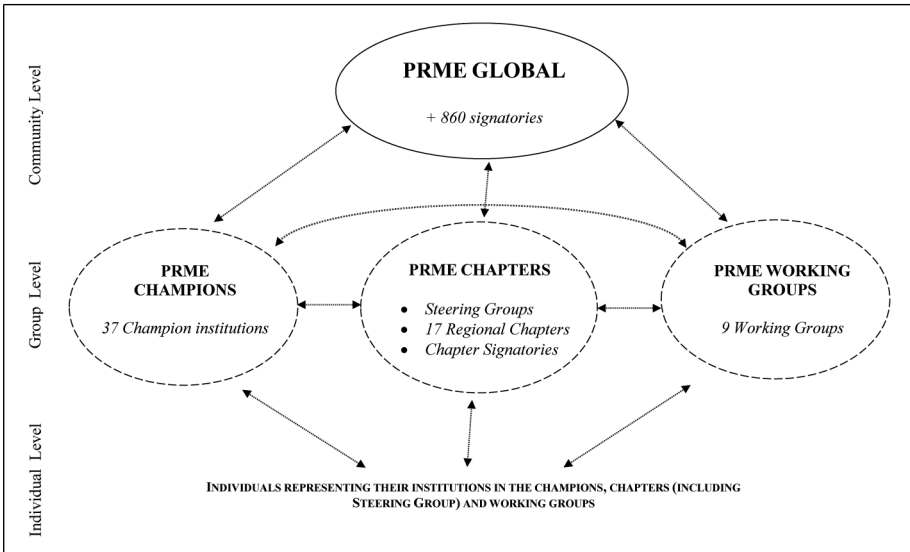 Community Level
PRME GLOBAL
+ 860 signatories
Group Level
PRME
CHAMPIONS
37 Champion institutions
PRME CHAPTERS
• Steering Groups
• 17 Regional Chapters
• Chapter Signatories
PRME WORKING
GROUPS
9 Working Groups
Individual Level
INDIVIDUALS REPRESENTING THEIR INSTITUTIONS IN THE CHAMPIONS, CHAPTERS (INCLUDING
STEERING GROUP) AND WORKING GROUPS